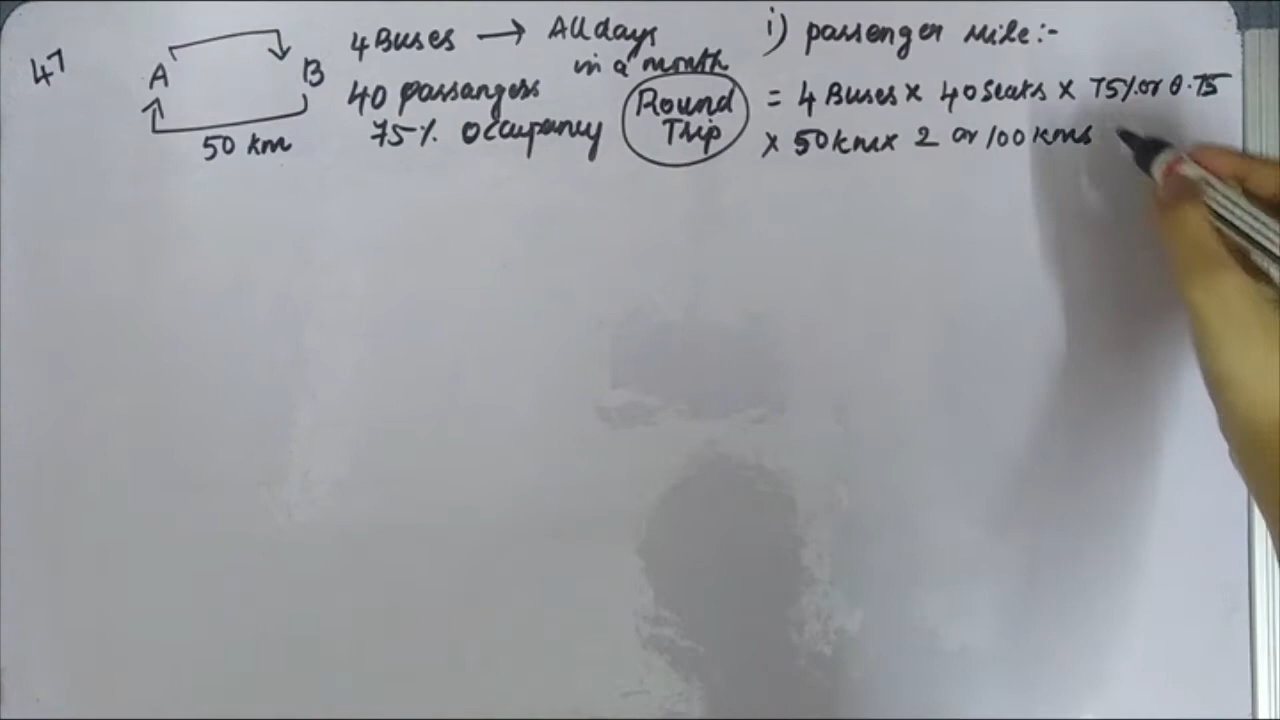 47
A B
50 km
4 Buses → All days
in a month
40 passangers
75% occupancy
Round
Trip
i) passenger mile:-
= 4 Buses × 40 Seats × 75% or 0.75
× 50 km × 2 or 100 kms